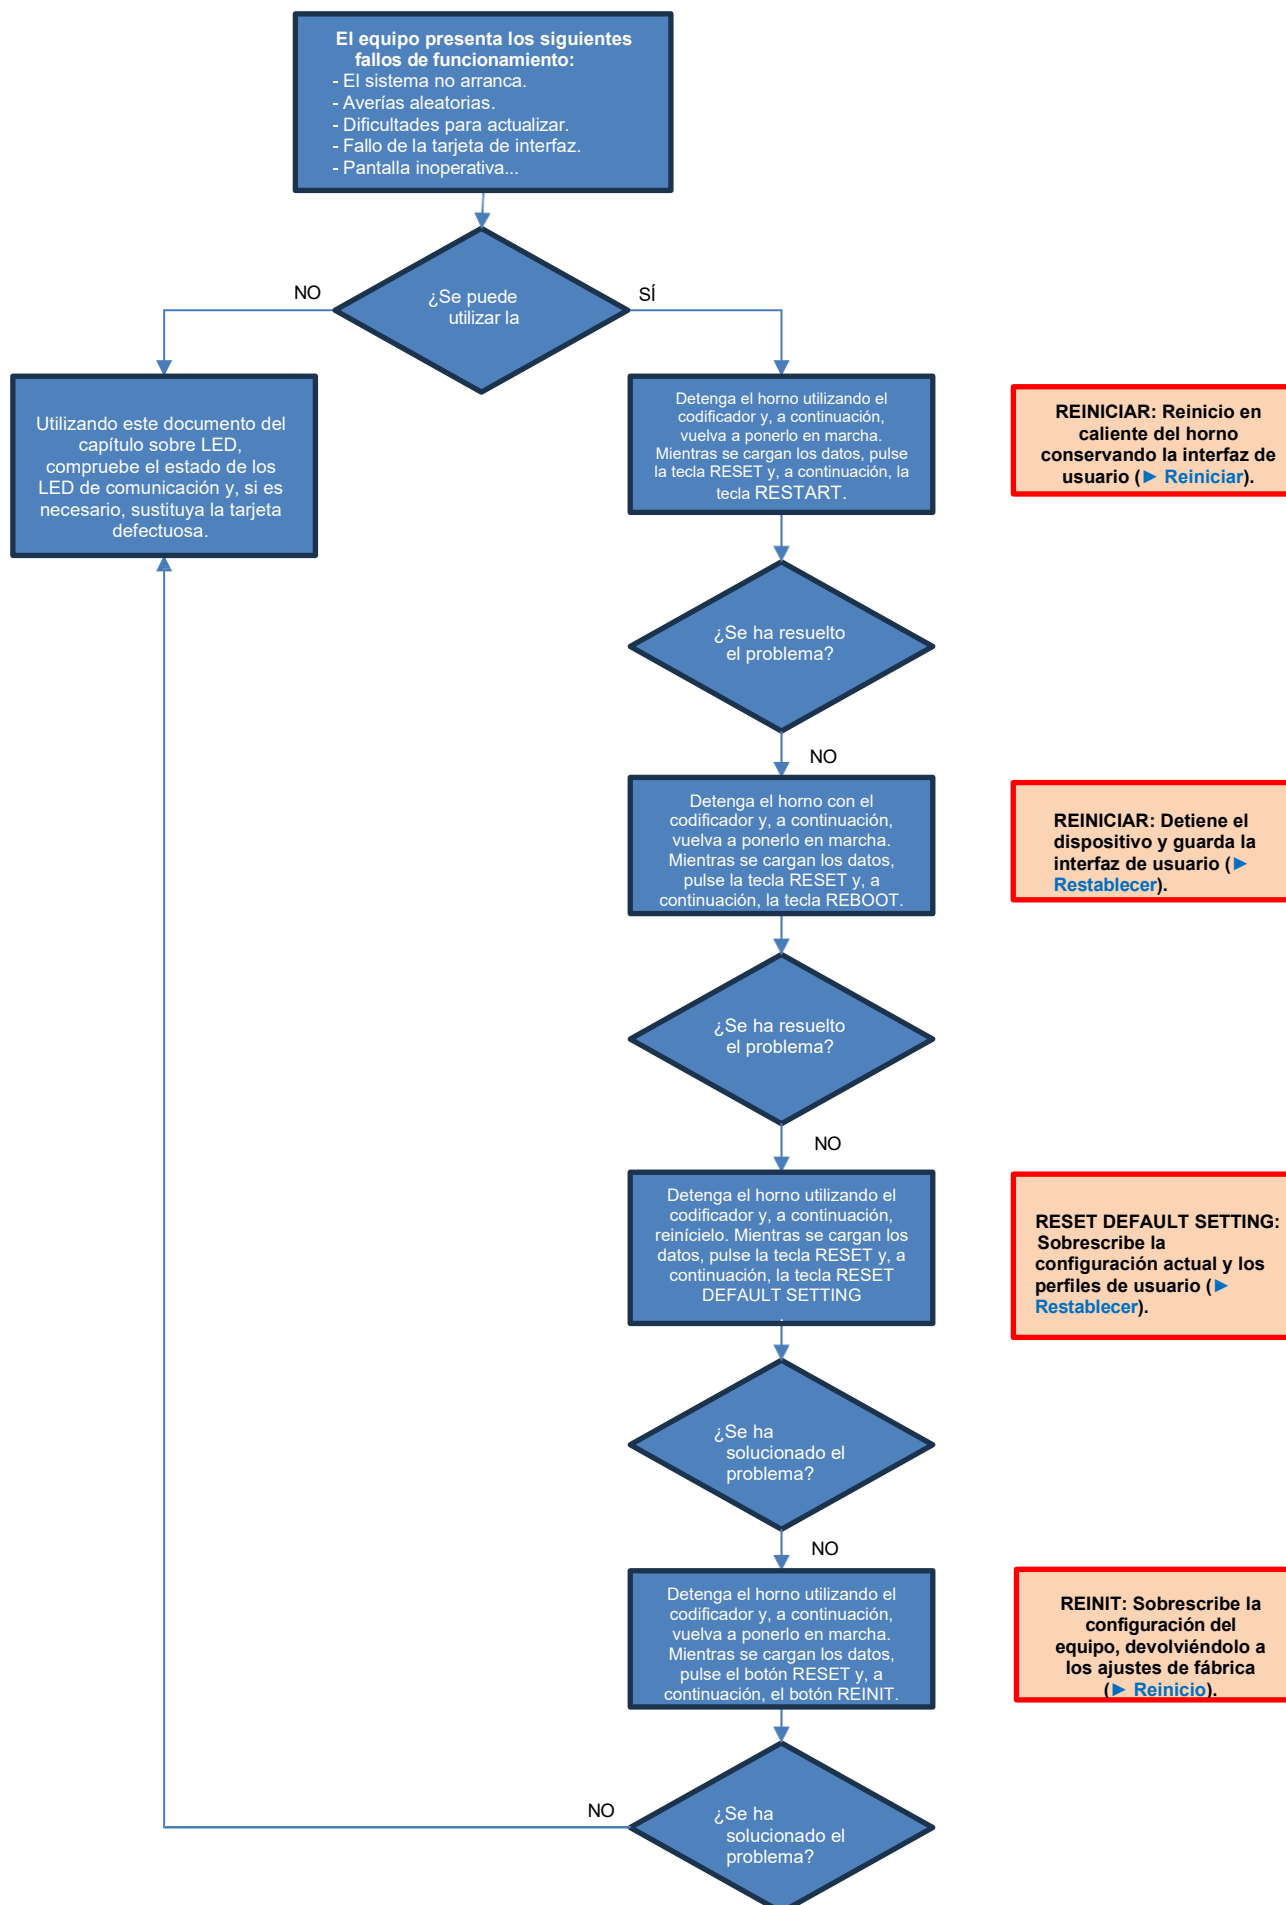 El equipo presenta los siguientes
fallos de funcionamiento:
- El sistema no arranca.
- Averías aleatorias.
- Dificultades para actualizar.
- Fallo de la tarjeta de interfaz.
- Pantalla inoperativa...
NO
¿Se puede
utilizar la
SÍ
Utilizando este documento del
capítulo sobre LED,
compruebe el estado de los
LED de comunicación y, si es
necesario, sustituya la tarjeta
defectuosa.
Detenga el horno utilizando el
codificador y, a continuación,
vuelva a ponerlo en marcha.
Mientras se cargan los datos, pulse
la tecla RESET y, a continuación, la
tecla RESTART.
REINICIAR: Reinicio en
caliente del horno
conservando la interfaz de
usuario (► Reiniciar).
¿Se ha resuelto
el problema?
NO
Detenga el horno con el
codificador y, a continuación,
vuelva a ponerlo en marcha.
Mientras se cargan los datos,
pulse la tecla RESET y, a
continuación, la tecla REBOOT.
REINICIAR: Detiene el
dispositivo y guarda la
interfaz de usuario (►
Restablecer).
¿Se ha resuelto
el problema?
NO
Detenga el horno utilizando el
codificador y, a continuación,
reinícielo. Mientras se cargan los
datos, pulse la tecla RESET y, a
continuación, la tecla RESET
DEFAULT SETTING
.
RESET DEFAULT SETTING:
Sobrescribe la
configuración actual y los
perfiles de usuario (►
Restablecer).
¿Se ha
solucionado el
problema?
NO
Detenga el horno utilizando el
codificador y, a continuación,
vuelva a ponerlo en marcha.
Mientras se cargan los datos,
pulse el botón RESET y, a
continuación, el botón REINIT.
REINIT: Sobrescribe la
configuración del
equipo, devolviéndolo a
los ajustes de fábrica
(► Reinicio).
NO
¿Se ha
solucionado el
problema?